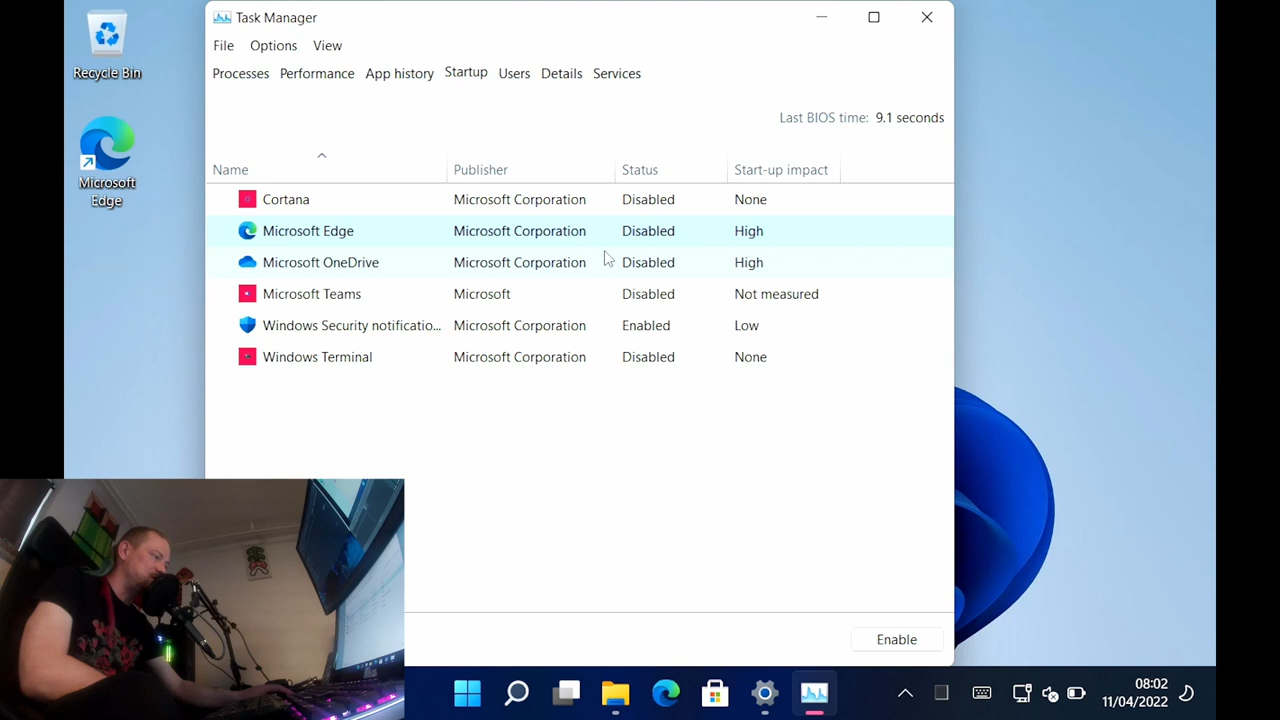 Recycle Bin
Microsoft
Edge
Task Manager
File Options View
Processes Performance App history Startup Users Details Services
Last BIOS time: 9.1 seconds
Name Publisher Status Start-up impact
Cortana Microsoft Corporation Disabled None
Microsoft Edge Microsoft Corporation Disabled High
Microsoft OneDrive Microsoft Corporation Disabled High
Microsoft Teams Microsoft Disabled Not measured
Windows Security notificatio... Microsoft Corporation Enabled Low
Windows Terminal Microsoft Corporation Disabled None
Enable
08:02
11/04/2022